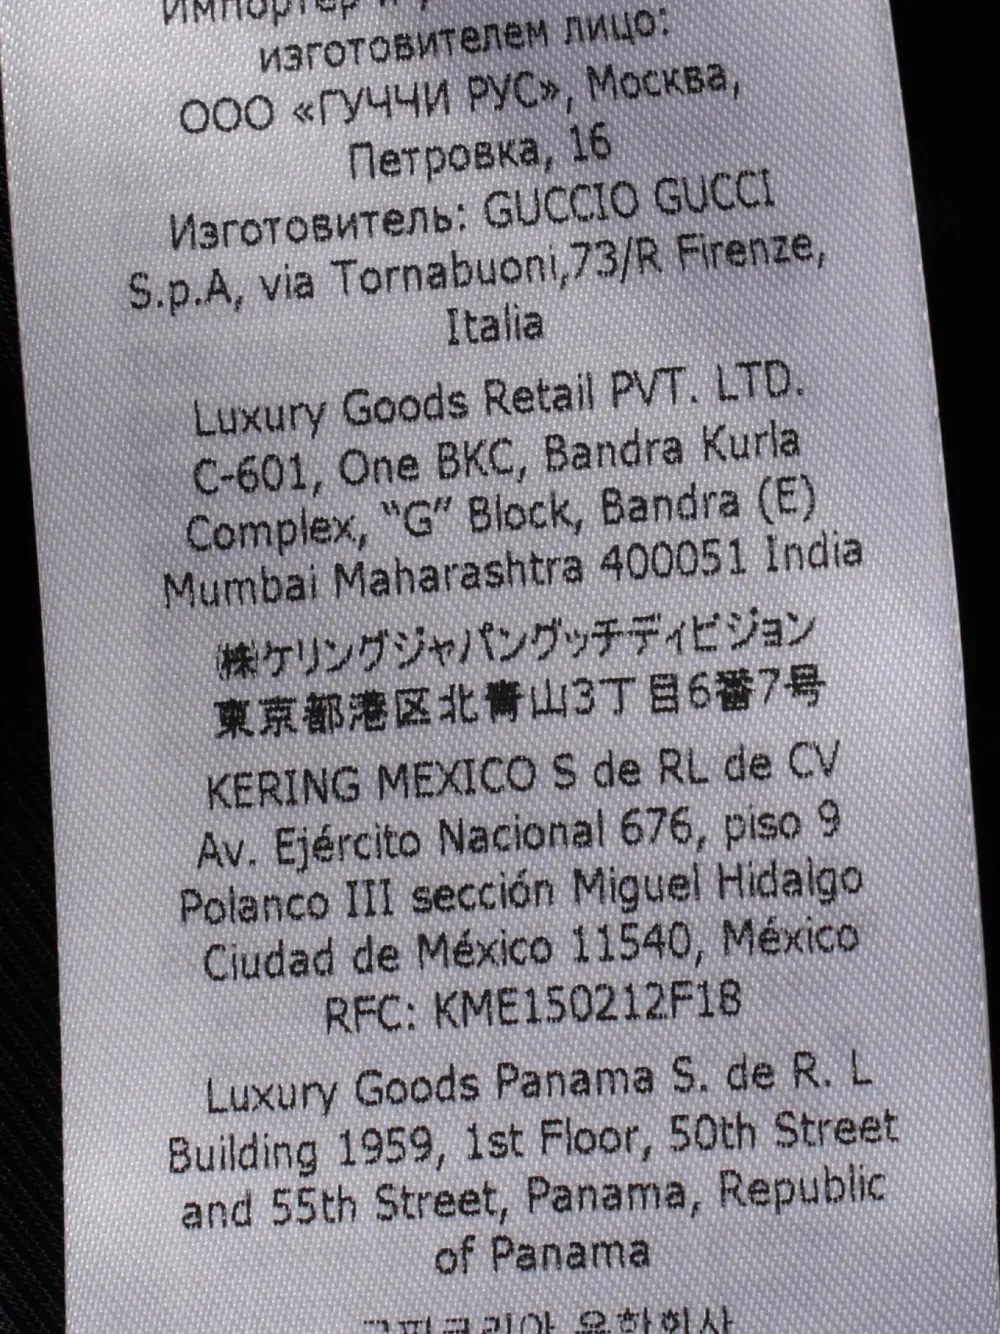 Импортер и
изготовителем лицо:
ООО «ГУЧЧИ РУС», Москва,
Петровка, 16
Изготовитель: GUCCIO GUCCI
S.p.A, via Tornabuoni,73/R Firenze,
Italia
Luxury Goods Retail PVT. LTD.
C-601, One BKC, Bandra Kurla
Complex, “G” Block, Bandra (E)
Mumbai Maharashtra 400051 India
㈱ケリングジャパングッチディビジョン
東京都港区北青山3丁目6番7号
KERING MEXICO S de RL de CV
Av. Ejército Nacional 676, piso 9
Polanco III sección Miguel Hidalgo
Ciudad de México 11540, México
RFC: KME150212F18
Luxury Goods Panama S. de R. L
Building 1959, 1st Floor, 50th Street
and 55th Street, Panama, Republic
of Panama
유한회사